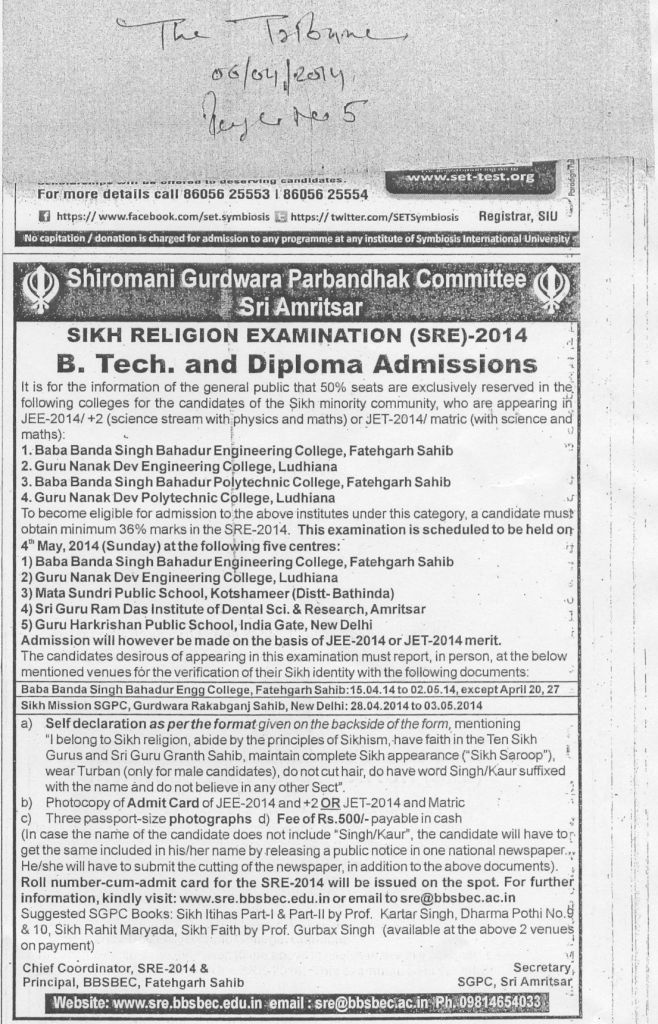 The Tribune
06/04/2014
Page No 5
Scholarships will be offered to deserving candidates.
www.set-test.org
For more details call 86056 25553 | 86056 25554
https:// www.facebook.com/set.symbiosis https:// twitter.com/SETSymbiosis Registrar, SIU
No capitation / donation is charged for admission to any programme at any institute of Symbiosis International University
Shiromani Gurdwara Parbandhak Committee
Sri Amritsar
SIKH RELIGION EXAMINATION (SRE)-2014
B. Tech. and Diploma Admissions
It is for the information of the general public that 50% seats are exclusively reserved in the
following colleges for the candidates of the Sikh minority community, who are appearing in
JEE-2014/ +2 (science stream with physics and maths) or JET-2014/ matric (with science and
maths):
1. Baba Banda Singh Bahadur Engineering College, Fatehgarh Sahib
2. Guru Nanak Dev Engineering College, Ludhiana
3. Baba Banda Singh Bahadur Polytechnic College, Fatehgarh Sahib
4. Guru Nanak Dev Polytechnic College, Ludhiana
To become eligible for admission to the above institutes under this category, a candidate must
obtain minimum 36% marks in the SRE-2014. This examination is scheduled to be held on
4th May, 2014 (Sunday) at the following five centres:
1) Baba Banda Singh Bahadur Engineering College, Fatehgarh Sahib
2) Guru Nanak Dev Engineering College, Ludhiana
3) Mata Sundri Public School, Kotshameer (Distt- Bathinda)
4) Sri Guru Ram Das Institute of Dental Sci. & Research, Amritsar
5) Guru Harkrishan Public School, India Gate, New Delhi
Admission will however be made on the basis of JEE-2014 or JET-2014 merit.
The candidates desirous of appearing in this examination must report, in person, at the below
mentioned venues for the verification of their Sikh identity with the following documents:
Baba Banda Singh Bahadur Engg College, Fatehgarh Sahib:15.04.14 to 02.05.14, except April 20, 27
Sikh Mission SGPC, Gurdwara Rakabganj Sahib, New Delhi: 28.04.2014 to 03.05.2014
a) Self declaration as per the format given on the backside of the form, mentioning
"I belong to Sikh religion, abide by the principles of Sikhism, have faith in the Ten Sikh
Gurus and Sri Guru Granth Sahib, maintain complete Sikh appearance ("Sikh Saroop"),
wear Turban (only for male candidates), do not cut hair, do have word Singh/Kaur suffixed
with the name and do not believe in any other Sect".
b) Photocopy of Admit Card of JEE-2014 and +2 OR JET-2014 and Matric
c) Three passport-size photographs d) Fee of Rs.500/- payable in cash
(In case the name of the candidate does not include "Singh/Kaur", the candidate will have to
get the same included in his/her name by releasing a public notice in one national newspaper.
He/she will have to submit the cutting of the newspaper, in addition to the above documents).
Roll number-cum-admit card for the SRE-2014 will be issued on the spot. For further
information, kindly visit: www.sre.bbsbec.edu.in or email to sre@bbsbec.ac.in
Suggested SGPC Books: Sikh Itihas Part-I & Part-II by Prof. Kartar Singh, Dharma Pothi No.9
& 10, Sikh Rahit Maryada, Sikh Faith by Prof. Gurbax Singh (available at the above 2 venues
on payment)
Chief Coordinator, SRE-2014 & Secretary,
Principal, BBSBEC, Fatehgarh Sahib SGPC, Sri Amritsar
Website: www.sre.bbsbec.edu.in email : sre@bbsbec.ac.in Ph. 09814654033